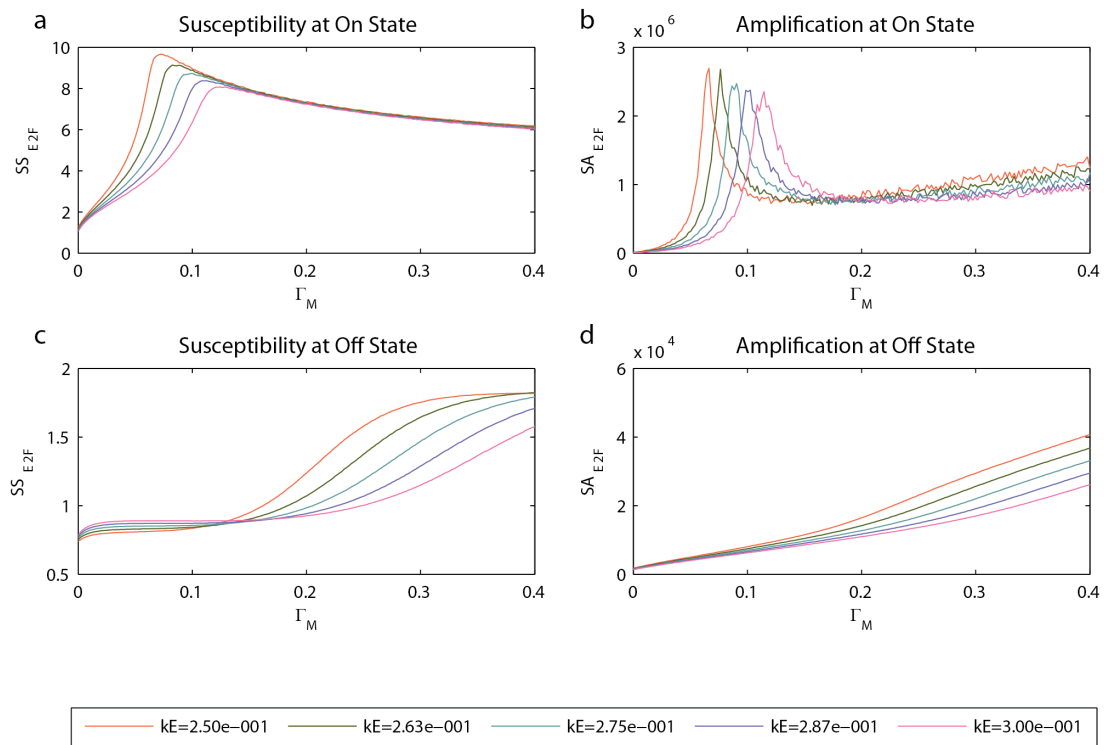 a
Susceptibility at On State
10
8
6
4
2
0
SS E2F
0 0.1 0.2 0.3 0.4
Γ M
b
Amplification at On State
x 10 6
3
2
1
0
SA E2F
0 0.1 0.2 0.3 0.4
Γ M
c
Susceptibility at Off State
2
1.5
1
0.5
SS E2F
0 0.1 0.2 0.3 0.4
Γ M
d
Amplification at Off State
x 10 4
6
4
2
0
SA E2F
0 0.1 0.2 0.3 0.4
Γ M
kE=2.50e−001 kE=2.63e−001 kE=2.75e−001 kE=2.87e−001 kE=3.00e−001